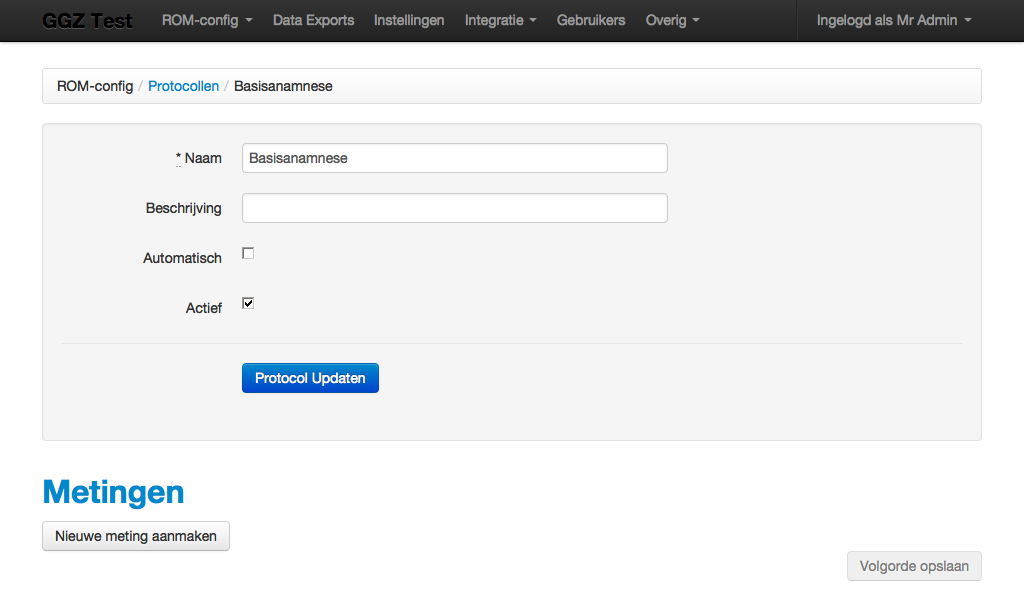 GGZ Test ROM-config Data Exports Instellingen Integratie Gebruikers Overig Ingelogd als Mr Admin
ROM-config / Protocollen / Basisanamnese
* Naam Basisanamnese
Beschrijving
Automatisch
Actief
Protocol Updaten
Metingen
Nieuwe meting aanmaken
Volgorde opslaan